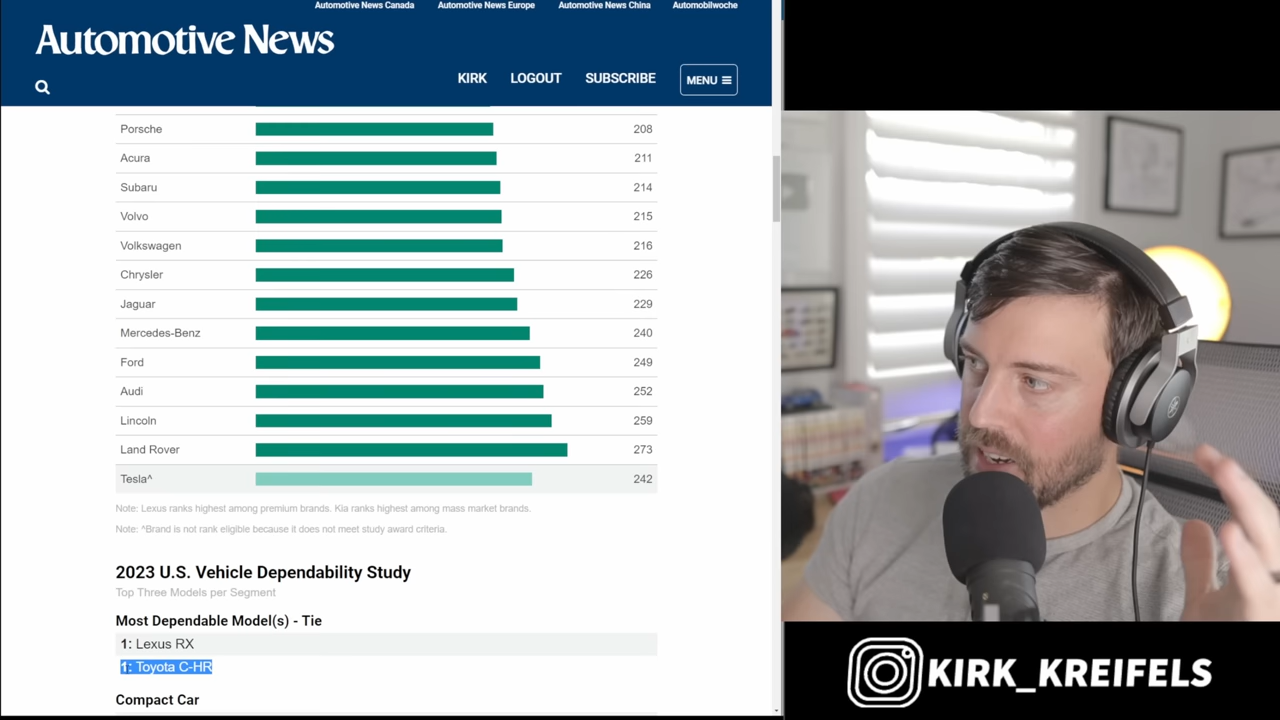 Automotive News Canada Automotive News Europe Automotive News China Automobilwoche
Automotive News
KIRK LOGOUT SUBSCRIBE MENU
Porsche 208
Acura 211
Subaru 214
Volvo 215
Volkswagen 216
Chrysler 226
Jaguar 229
Mercedes-Benz 240
Ford 249
Audi 252
Lincoln 259
Land Rover 273
Tesla^ 242
Note: Lexus ranks highest among premium brands. Kia ranks highest among mass market brands.
Note: ^Brand is not rank eligible because it does not meet study award criteria.
2023 U.S. Vehicle Dependability Study
Top Three Models per Segment
Most Dependable Model(s) - Tie
1: Lexus RX
1: Toyota C-HR
Compact Car
KIRK_KREIFELS